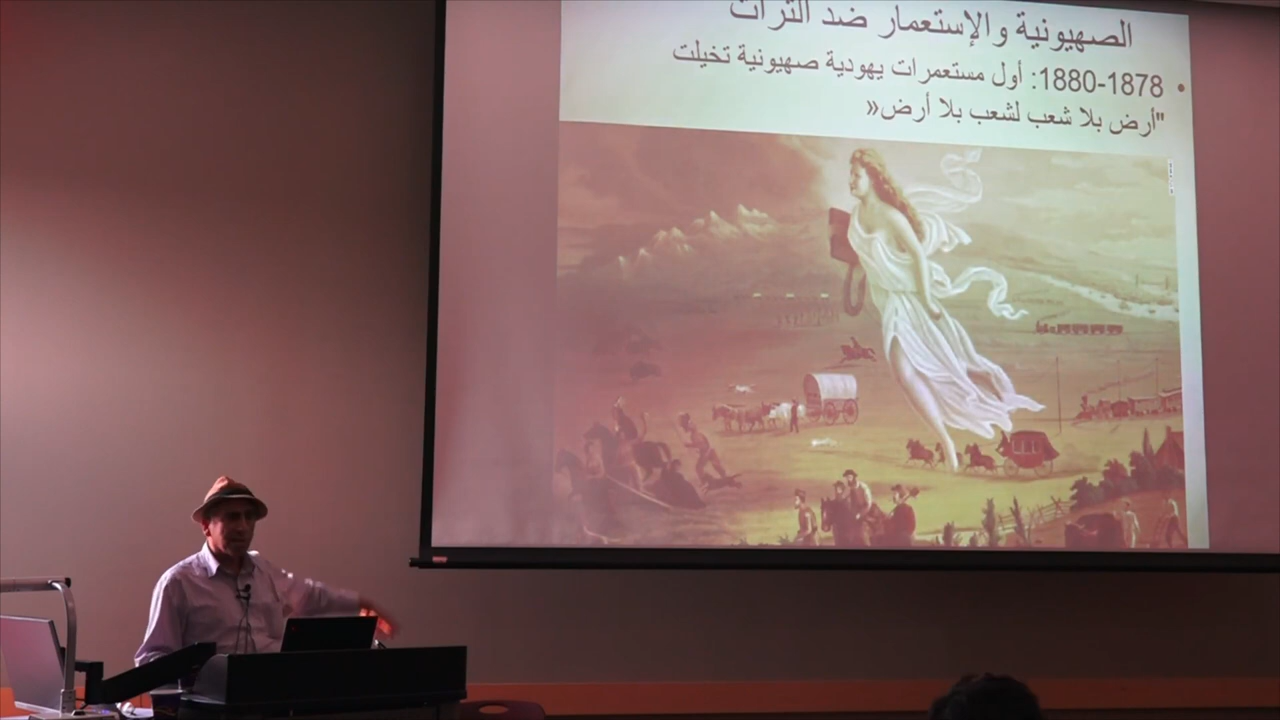 الصهيونية والإستعمار ضد التراث
• 1878-1880: أول مستعمرات يهودية صهيونية تخيلت
"أرض بلا شعب لشعب بلا أرض»